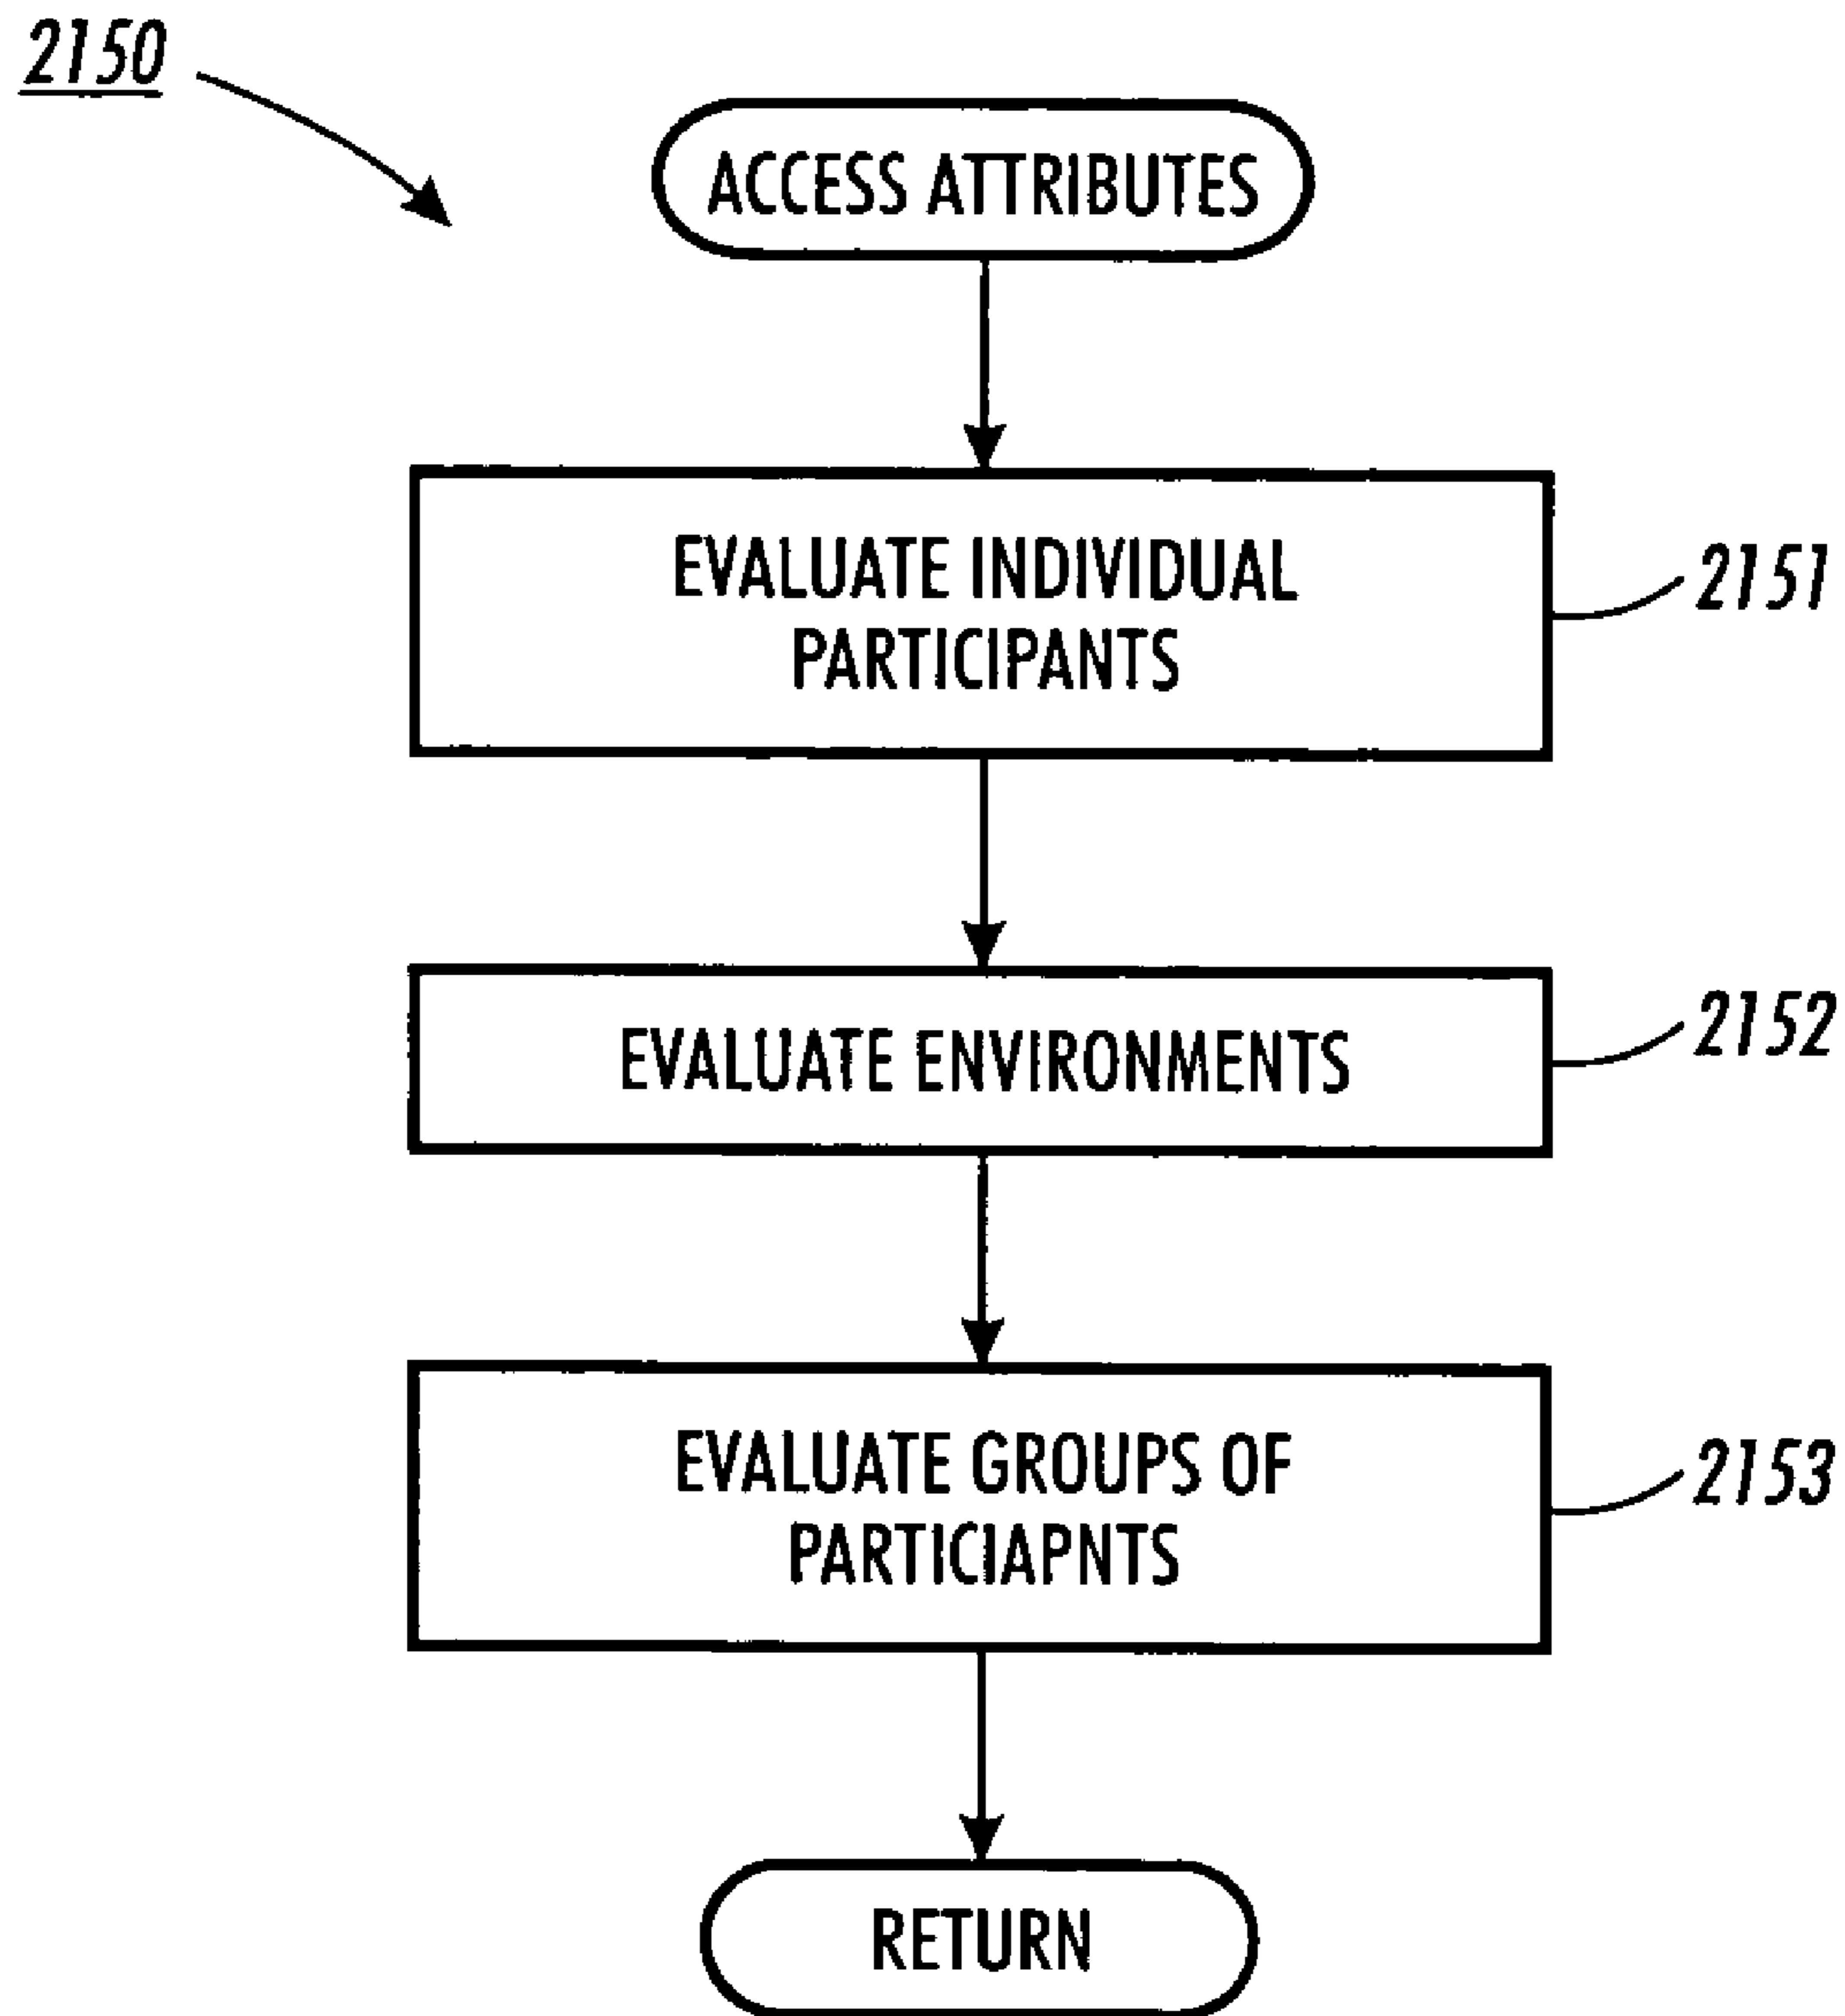 2150
ACCESS ATTRIBUTES
EVALUATE INDIVIDUAL
PARTICIPANTS
2151
EVALUATE ENVIRONMENTS
2152
EVALUATE GROUPS OF
PARTICIAPNTS
2153
RETURN